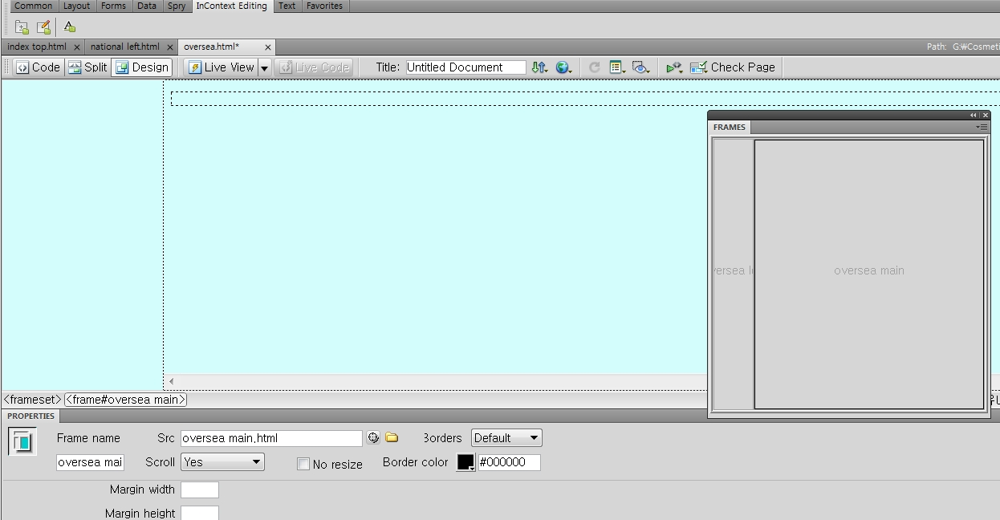 Common Layout Forms Data Spry InContext Editing Text Favorites
index top.html × national left.html × oversea.html* × Path: G:₩Cosmeti
Code Split Design Live View Live Code Title: Untitled Document Check Page
FRAMES
versea l oversea main
<frameset> <frame#oversea main>
PROPERTIES
Frame name Src oversea main.html Borders Default
oversea mai Scroll Yes No resize Border color #000000
Margin width
Margin height